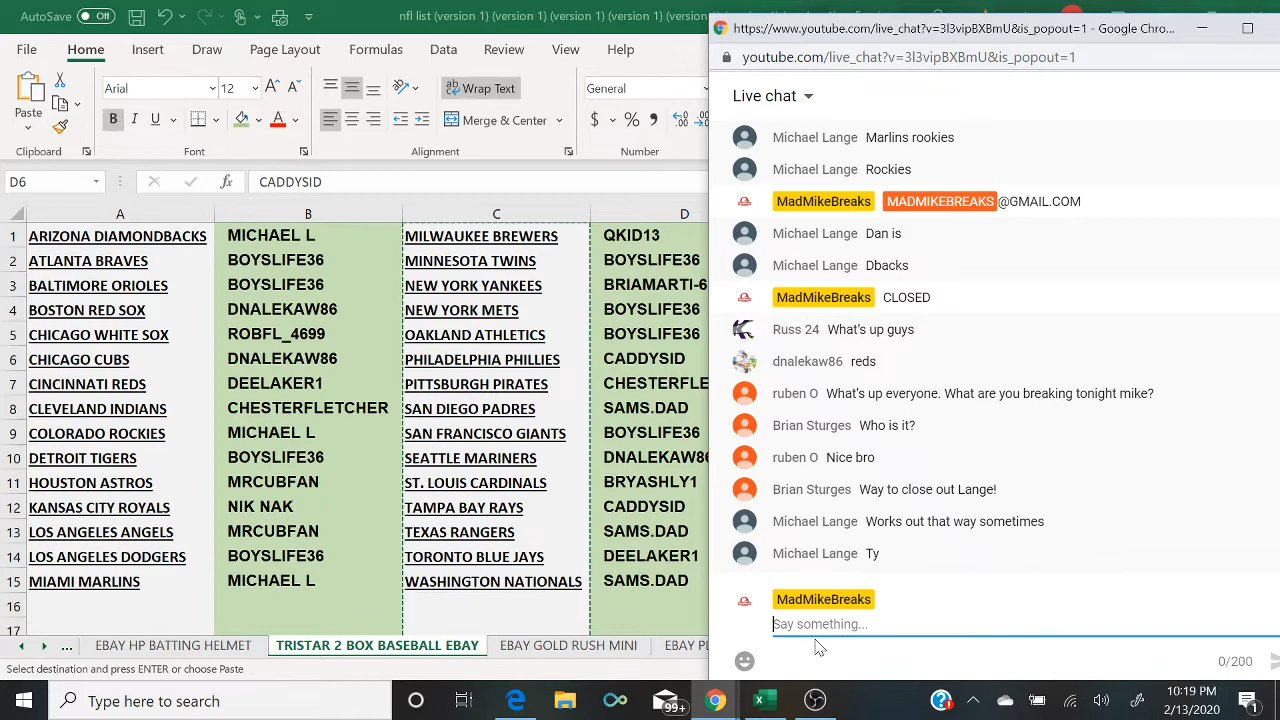 AutoSave Off nfl list (version 1) (version 1) (version 1) (version 1)
File Home Insert Draw Page Layout Formulas Data Review View Help
Paste Arial 12 A A Wrap Text General
B I U A Merge & Center $ % ,
Clipboard Font Alignment Number
D6 fx CADDYSID
A B C D
1 ARIZONA DIAMONDBACKS MICHAEL L MILWAUKEE BREWERS QKID13
2 ATLANTA BRAVES BOYSLIFE36 MINNESOTA TWINS BOYSLIFE36
3 BALTIMORE ORIOLES BOYSLIFE36 NEW YORK YANKEES BRIAMARTI-6
4 BOSTON RED SOX DNALEKAW86 NEW YORK METS BOYSLIFE36
5 CHICAGO WHITE SOX ROBFL_4699 OAKLAND ATHLETICS BOYSLIFE36
6 CHICAGO CUBS DNALEKAW86 PHILADELPHIA PHILLIES CADDYSID
7 CINCINNATI REDS DEELAKER1 PITTSBURGH PIRATES CHESTERFLE
8 CLEVELAND INDIANS CHESTERFLETCHER SAN DIEGO PADRES SAMS.DAD
9 COLORADO ROCKIES MICHAEL L SAN FRANCISCO GIANTS BOYSLIFE36
10 DETROIT TIGERS BOYSLIFE36 SEATTLE MARINERS DNALEKAW86
11 HOUSTON ASTROS MRCUBFAN ST. LOUIS CARDINALS BRYASHLY1
12 KANSAS CITY ROYALS NIK NAK TAMPA BAY RAYS CADDYSID
13 LOS ANGELES ANGELS MRCUBFAN TEXAS RANGERS SAMS.DAD
14 LOS ANGELES DODGERS BOYSLIFE36 TORONTO BLUE JAYS DEELAKER1
15 MIAMI MARLINS MICHAEL L WASHINGTON NATIONALS SAMS.DAD
16
17
... EBAY HP BATTING HELMET TRISTAR 2 BOX BASEBALL EBAY EBAY GOLD RUSH MINI EBAY PL
Select destination and press ENTER or choose Paste
https://www.youtube.com/live_chat?v=3l3vipBXBmU&is_popout=1 - Google Chro...
youtube.com/live_chat?v=3l3vipBXBmU&is_popout=1
Live chat
Michael Lange Marlins rookies
Michael Lange Rockies
MadMikeBreaks MADMIKEBREAKS@GMAIL.COM
Michael Lange Dan is
Michael Lange Dbacks
MadMikeBreaks CLOSED
Russ 24 What's up guys
dnalekaw86 reds
ruben O What's up everyone. What are you breaking tonight mike?
Brian Sturges Who is it?
ruben O Nice bro
Brian Sturges Way to close out Lange!
Michael Lange Works out that way sometimes
Michael Lange Ty
MadMikeBreaks
Say something...
0/200
Type here to search
99+
10:19 PM
2/13/2020
1